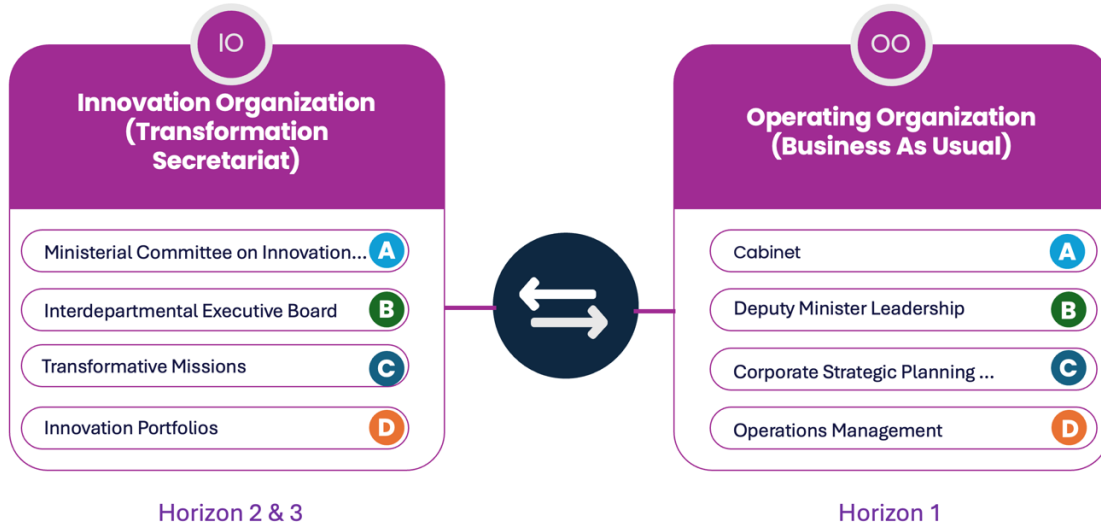 IO
Innovation Organization
(Transformation
Secretariat)
Ministerial Committee on Innovation... A
Interdepartmental Executive Board B
Transformative Missions C
Innovation Portfolios D
Horizon 2 & 3
OO
Operating Organization
(Business As Usual)
Cabinet A
Deputy Minister Leadership B
Corporate Strategic Planning ... C
Operations Management D
Horizon 1